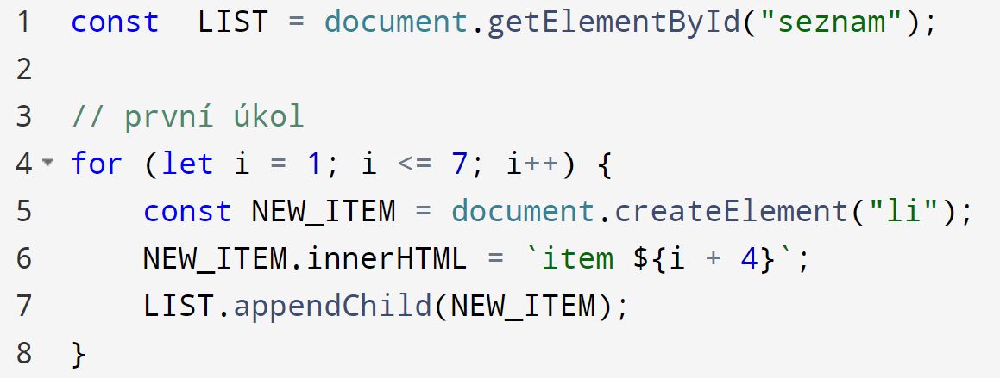 1 const  LIST = document.getElementById("seznam");
2
3 // první úkol
4 for (let i = 1; i <= 7; i++) {
5     const NEW_ITEM = document.createElement("li");
6     NEW_ITEM.innerHTML = `item ${i + 4}`;
7     LIST.appendChild(NEW_ITEM);
8 }